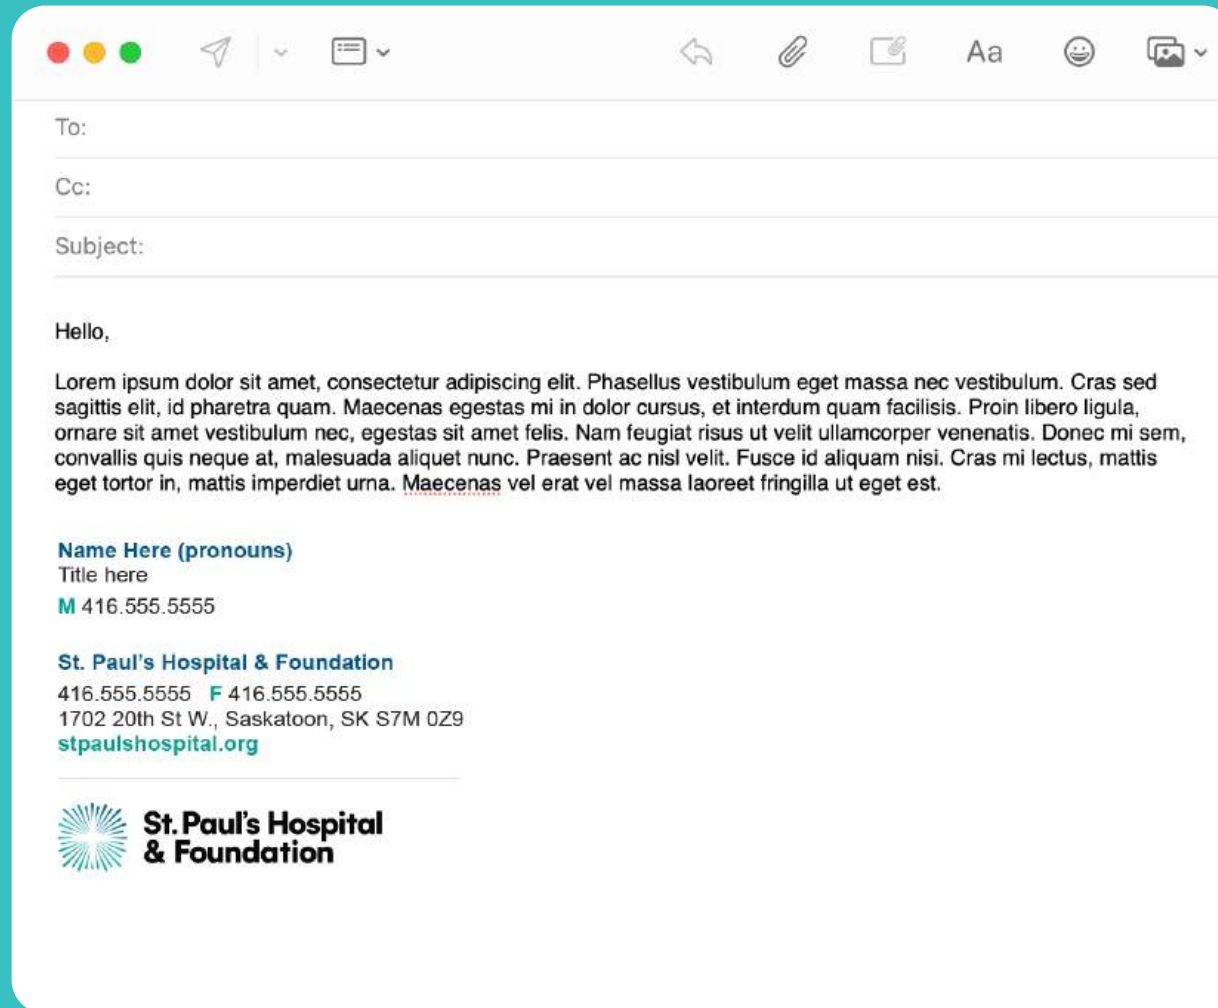 Aa
To:
Cc:
Subject:
Hello,
Lorem ipsum dolor sit amet, consectetur adipiscing elit. Phasellus vestibulum eget massa nec vestibulum. Cras sed
sagittis elit, id pharetra quam. Maecenas egestas mi in dolor cursus, et interdum quam facilisis. Proin libero ligula,
ornare sit amet vestibulum nec, egestas sit amet felis. Nam feugiat risus ut velit ullamcorper venenatis. Donec mi sem,
convallis quis neque at, malesuada aliquet nunc. Praesent ac nisl velit. Fusce id aliquam nisi. Cras mi lectus, mattis
eget tortor in, mattis imperdiet urna. Maecenas vel erat vel massa laoreet fringilla ut eget est.
Name Here (pronouns)
Title here
M 416.555.5555
St. Paul's Hospital & Foundation
416.555.5555 F 416.555.5555
1702 20th St W., Saskatoon, SK S7M 0Z9
stpaulshospital.org
St. Paul's Hospital
& Foundation